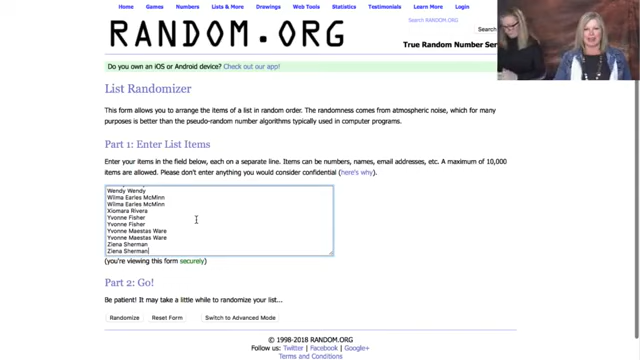 Home Games Numbers Lists & More Drawings Web Tools Statistics Testimonials Learn More Login
RANDOM.ORG
Search RANDOM.ORG
Search
True Random Number Ser
Do you own an iOS or Android device? Check out our app!
List Randomizer
This form allows you to arrange the items of a list in random order. The randomness comes from atmospheric noise, which for many
purposes is better than the pseudo-random number algorithms typically used in computer programs.
Part 1: Enter List Items
Enter your items in the field below, each on a separate line. Items can be numbers, names, email addresses, etc. A maximum of 10,000
items are allowed. Please don't enter anything you would consider confidential (here's why).
Wendy Wendy
Wilma Earles McMinn
Wilma Earles McMinn
Xiomara Rivera
Yvonne Fisher
Yvonne Fisher
Yvonne Maestas Ware
Yvonne Maestas Ware
Ziena Sherman
Ziena Sherman
(you're viewing this form securely)
Part 2: Go!
Be patient! It may take a little while to randomize your list...
Randomize Reset Form Switch to Advanced Mode
© 1998-2018 RANDOM.ORG
Follow us: Twitter | Facebook | Google+
Terms and Conditions